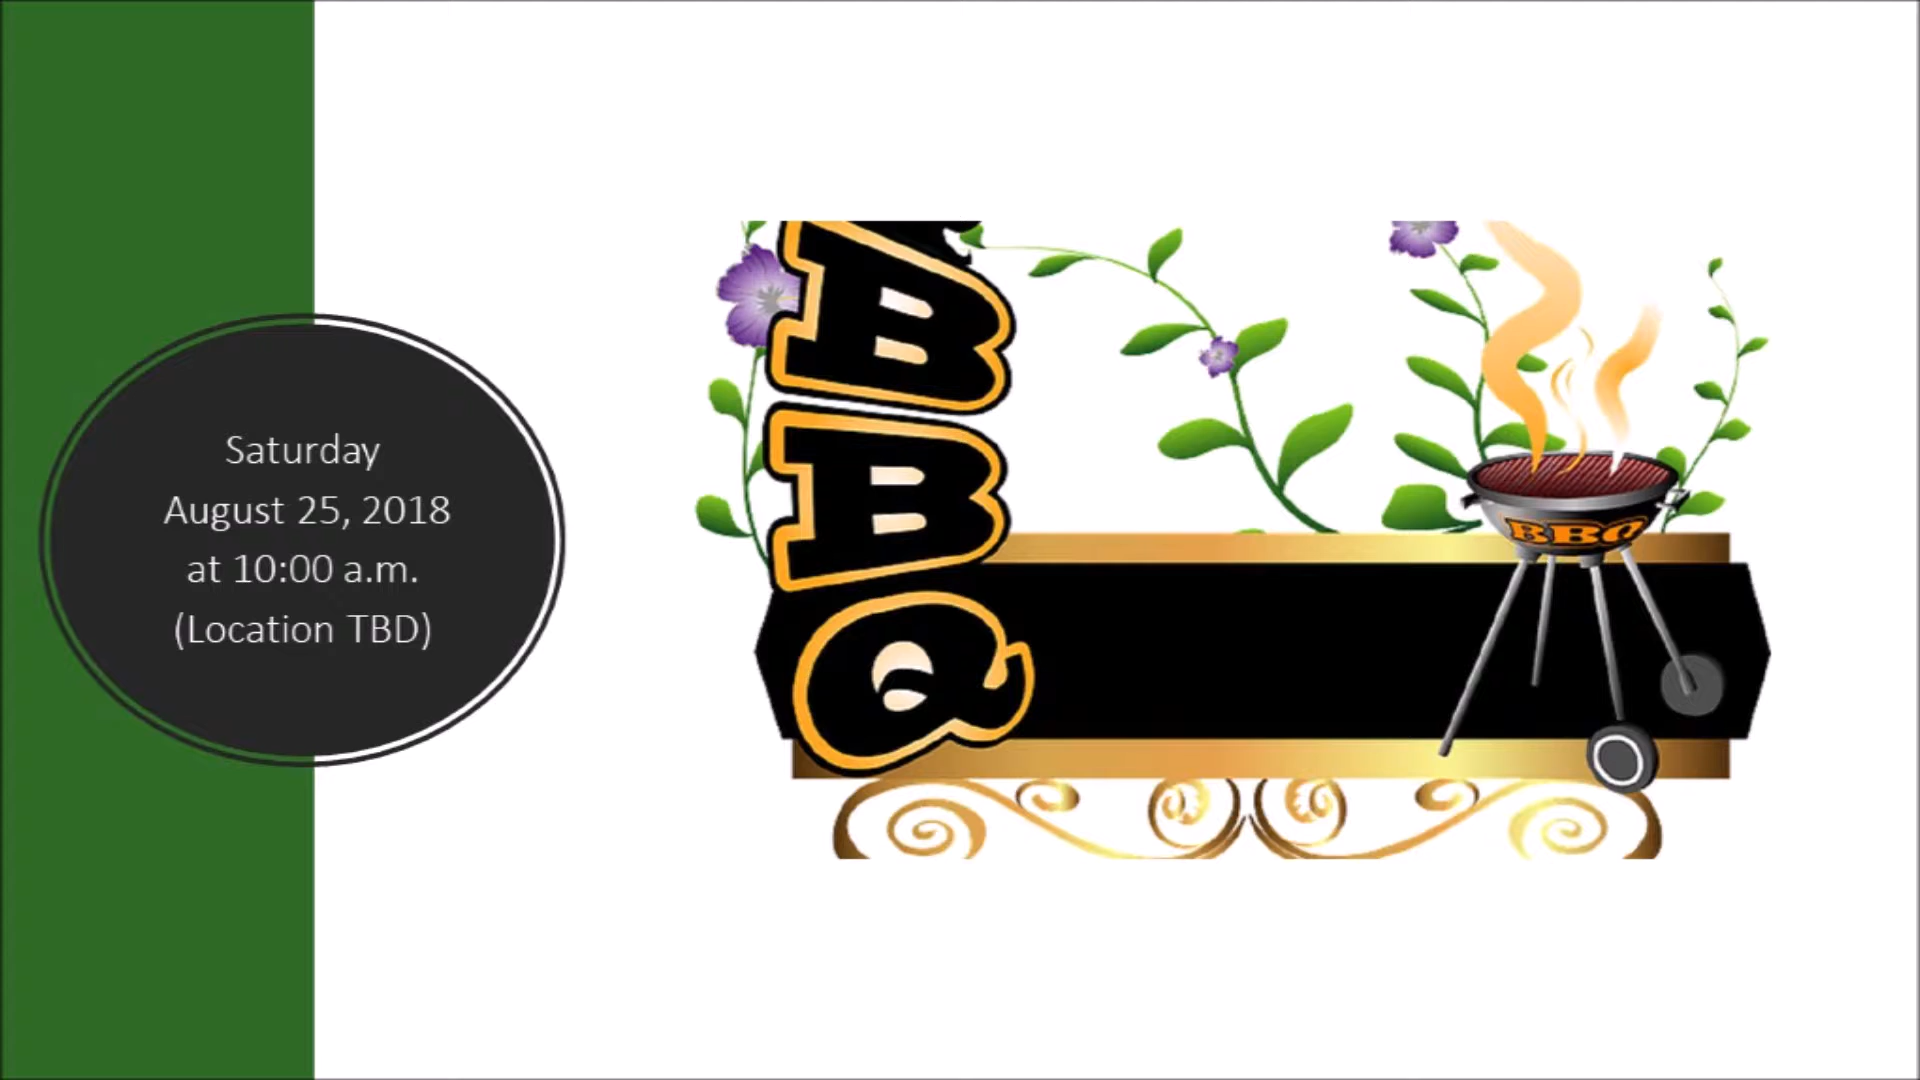 Saturday
August 25, 2018
at 10:00 a.m.
(Location TBD)
BBQ
BBQ